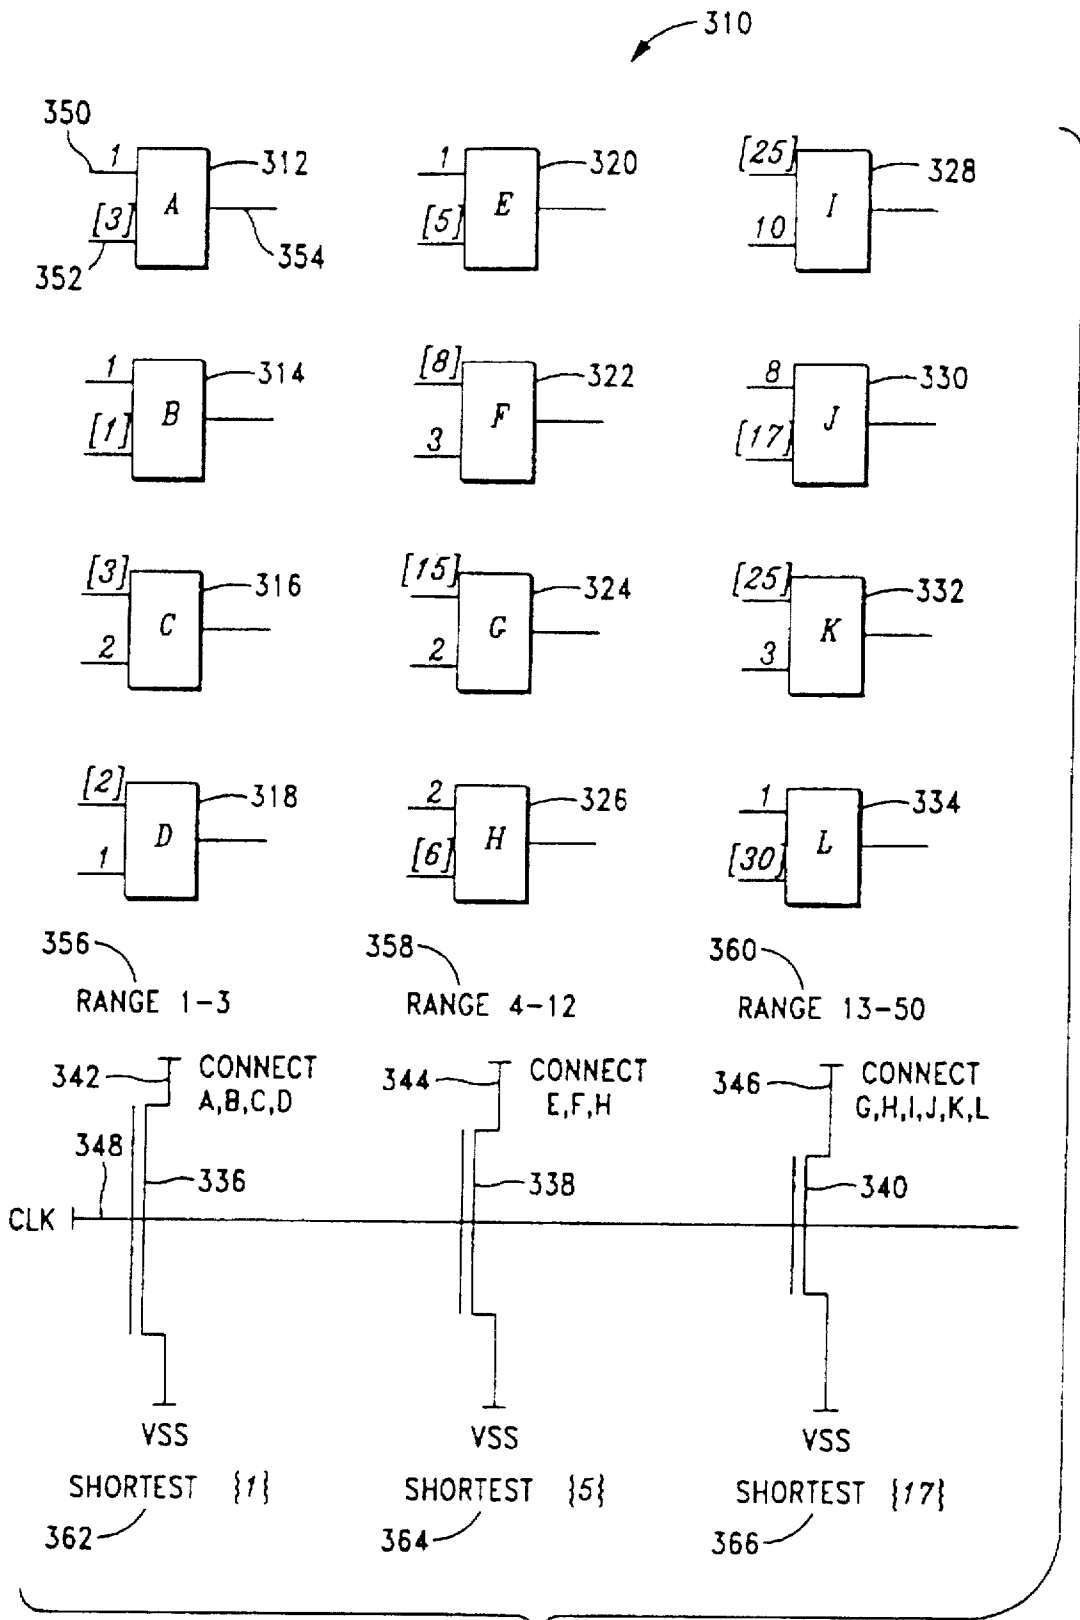 310
350
1
A
312
[3]
352
354
1
E
320
[5]
[25]
I
328
10
1
B
314
[1]
[8]
F
322
3
8
J
330
[17]
[3]
C
316
2
[15]
G
324
2
[25]
K
332
3
[2]
D
318
1
2
H
326
[6]
1
L
334
[30]
356
RANGE 1-3
358
RANGE 4-12
360
RANGE 13-50
342
CONNECT
A,B,C,D
344
CONNECT
E,F,H
346
CONNECT
G,H,I,J,K,L
348
336
338
340
CLK
VSS
VSS
VSS
SHORTEST {1}
SHORTEST {5}
SHORTEST {17}
362
364
366